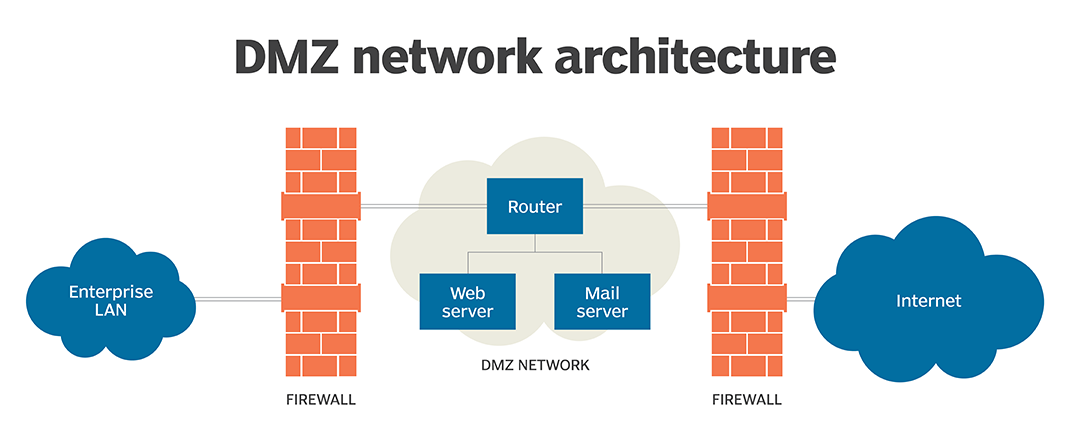 DMZ network architecture
Router
Enterprise
LAN
Web
server
Mail
server
Internet
DMZ NETWORK
FIREWALL
FIREWALL